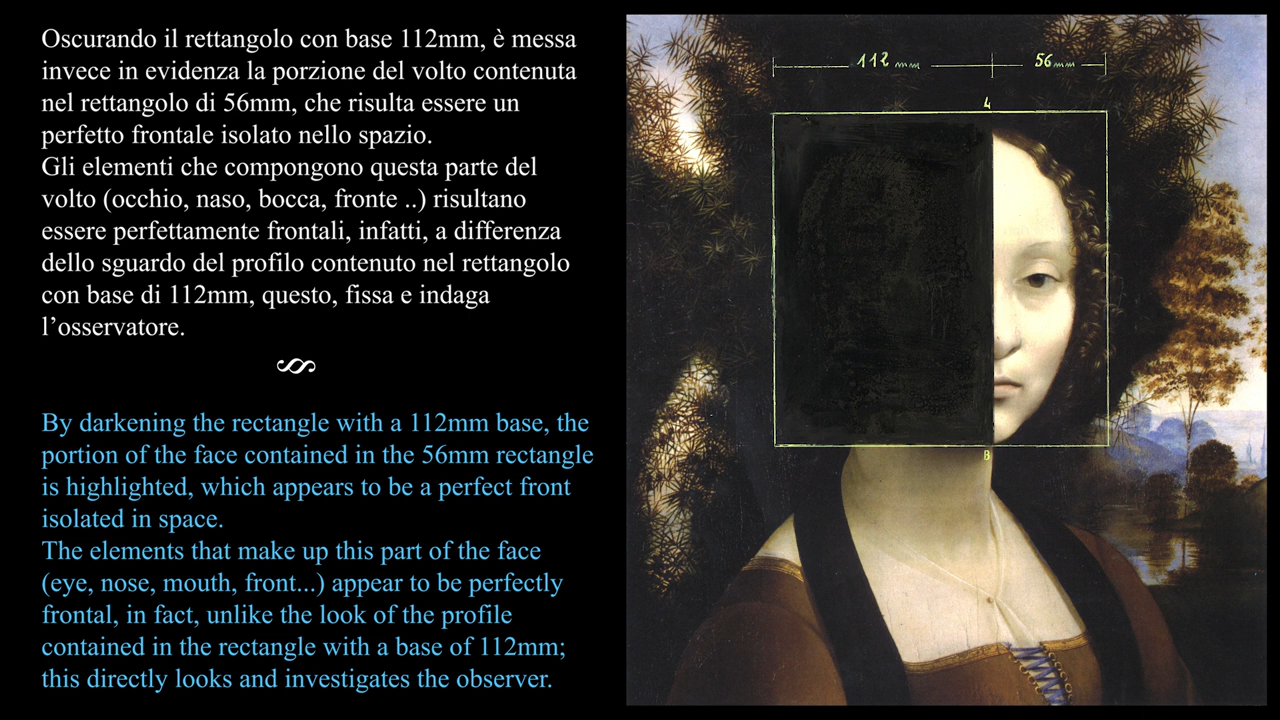 Oscurando il rettangolo con base 112mm, è messa
invece in evidenza la porzione del volto contenuta
nel rettangolo di 56mm, che risulta essere un
perfetto frontale isolato nello spazio.
Gli elementi che compongono questa parte del
volto (occhio, naso, bocca, fronte ..) risultano
essere perfettamente frontali, infatti, a differenza
dello sguardo del profilo contenuto nel rettangolo
con base di 112mm, questo, fissa e indaga
l’osservatore.
By darkening the rectangle with a 112mm base, the
portion of the face contained in the 56mm rectangle
is highlighted, which appears to be a perfect front
isolated in space.
The elements that make up this part of the face
(eye, nose, mouth, front...) appear to be perfectly
frontal, in fact, unlike the look of the profile
contained in the rectangle with a base of 112mm;
this directly looks and investigates the observer.
112 mm 56 mm
B